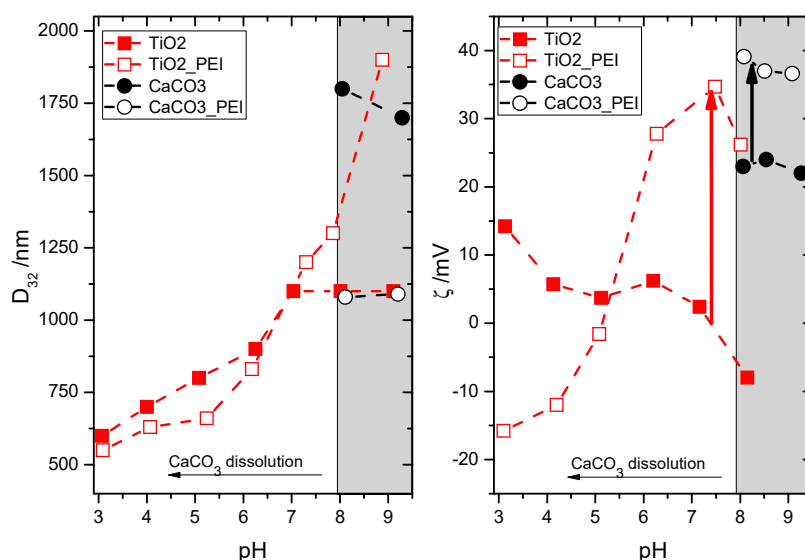 2000
1750
1500
1250
1000
750
500
D32 /nm
TiO2
TiO2_PEI
CaCO3
CaCO3_PEI
CaCO3 dissolution
3 4 5 6 7 8 9
pH
40
30
20
10
0
-10
-20
ζ /mV
TiO2
TiO2_PEI
CaCO3
CaCO3_PEI
CaCO3 dissolution
3 4 5 6 7 8 9
pH